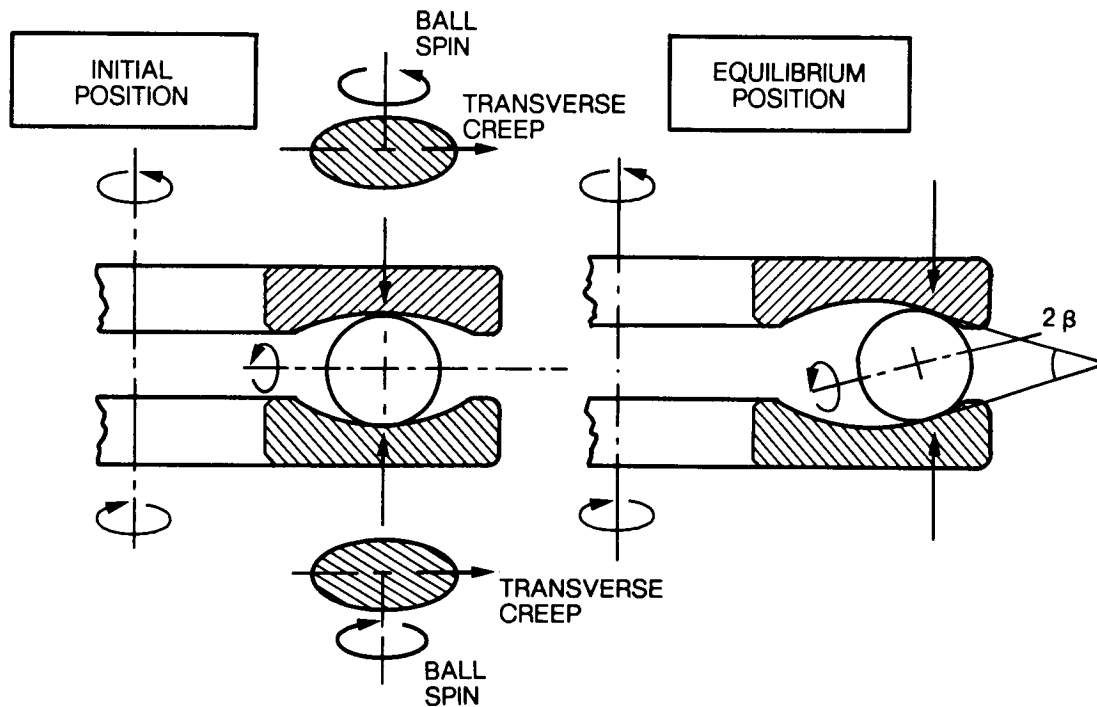 INITIAL
POSITION
BALL
SPIN
TRANSVERSE
CREEP
EQUILIBRIUM
POSITION
2 β
TRANSVERSE
CREEP
BALL
SPIN